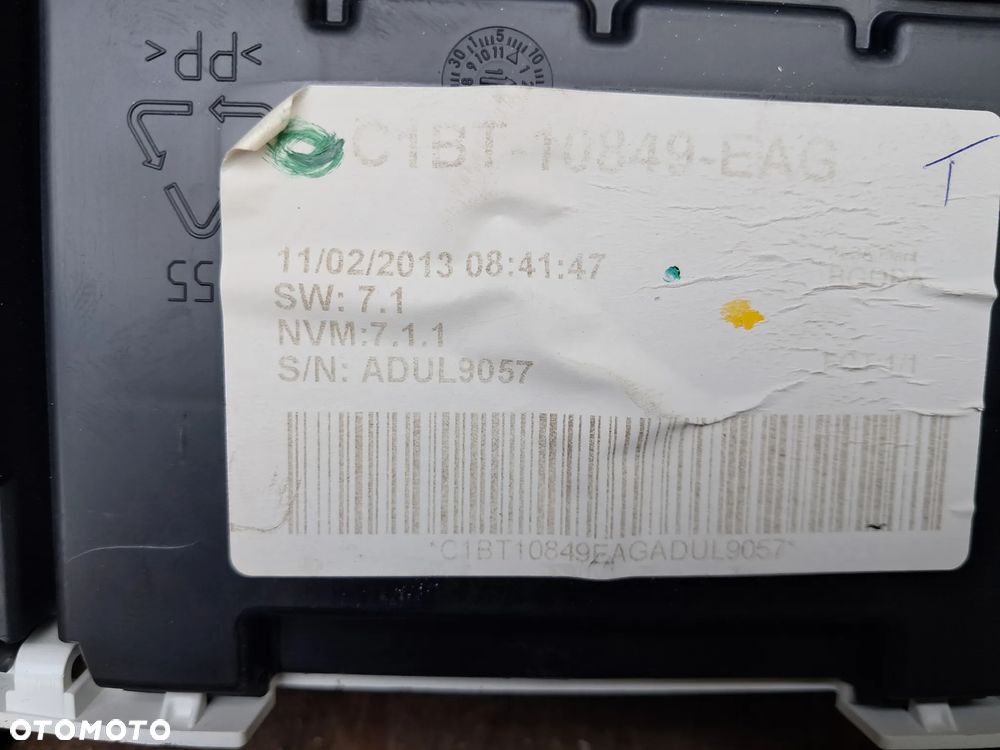 >PP<
C1BT-10849-EAG
11/02/2013 08:41:47
SW: 7.1
NVM:7.1.1
S/N: ADUL9057
*C1BT10849EAGADUL9057*
OTOMOTO